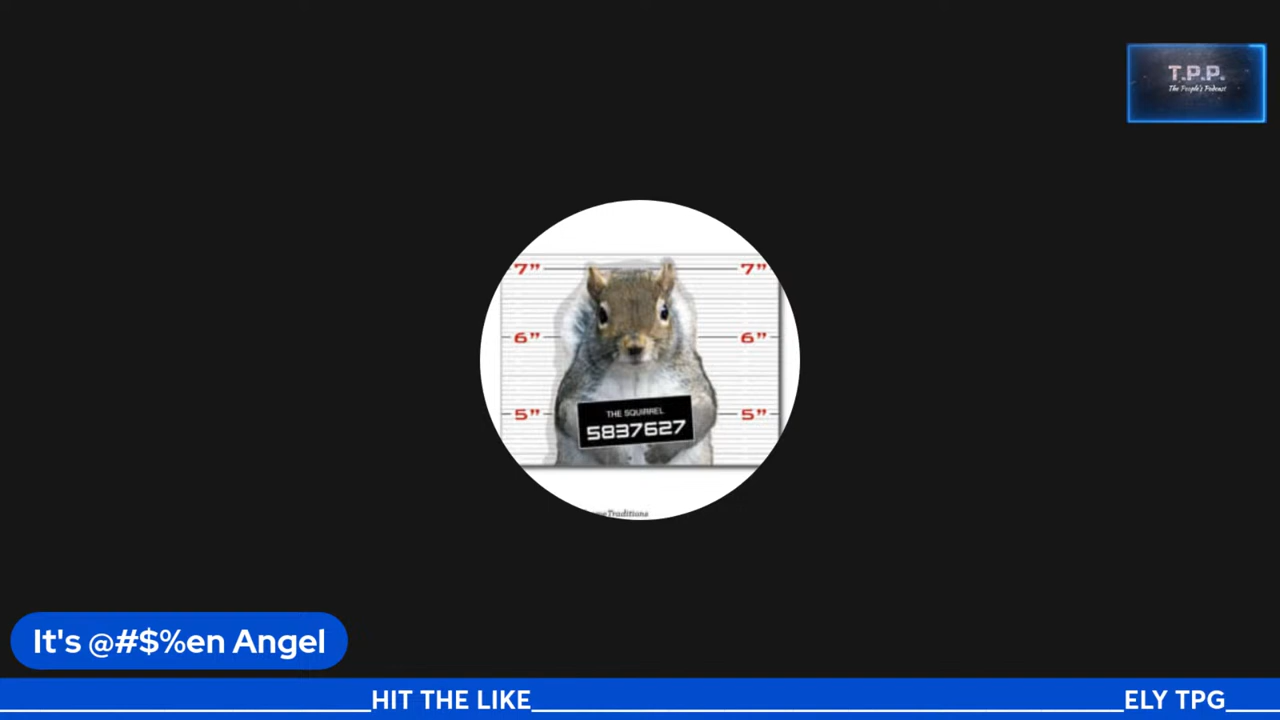 T.P.P.
The People's Podcast
7” 7”
6” 6”
5” 5”
THE SQUIRREL
5837627
Traditions
It's @#$%en Angel
HIT THE LIKE ELY TPG